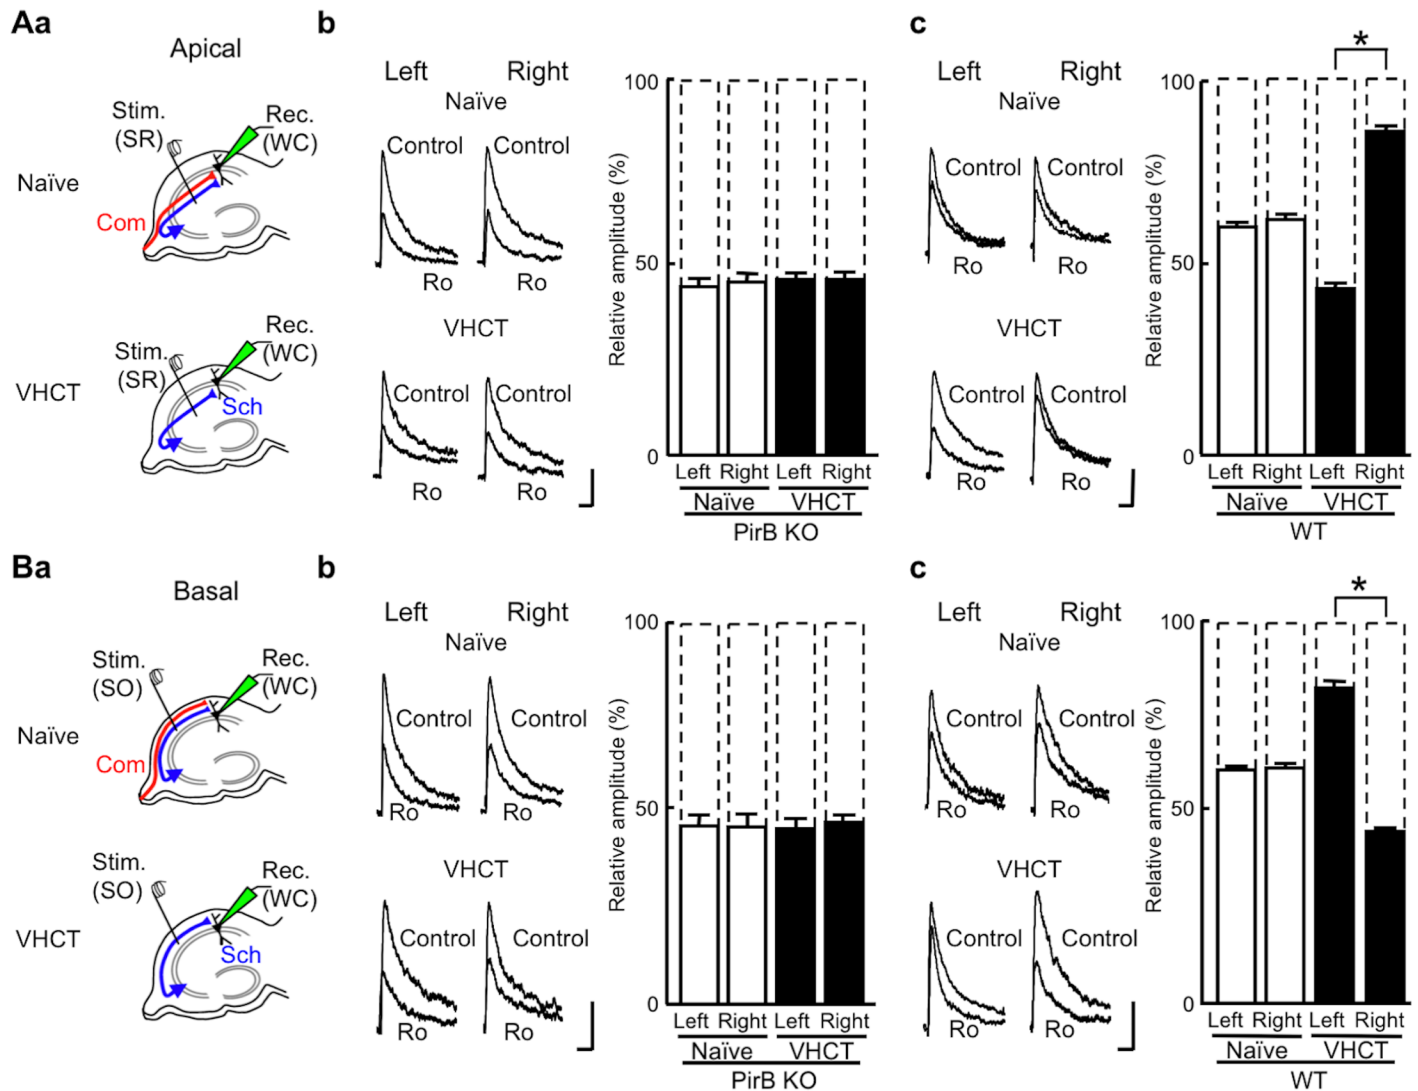 Aa
Apical
Naïve
Stim.
(SR)
Rec.
(WC)
Com
VHCT
Stim.
(SR)
Rec.
(WC)
Sch
b
Left Right
Naïve
Control Control
Ro Ro
VHCT
Control Control
Ro Ro
Relative amplitude (%)
100
50
0
Left Right Left Right
Naïve VHCT
PirB KO
c
Left Right
Naïve
Control Control
Ro Ro
VHCT
Control Control
Ro Ro
Relative amplitude (%)
100
50
0
*
Left Right Left Right
Naïve VHCT
WT
Ba
Basal
Naïve
Stim.
(SO)
Rec.
(WC)
Com
VHCT
Stim.
(SO)
Rec.
(WC)
Sch
b
Left Right
Naïve
Control Control
Ro Ro
VHCT
Control Control
Ro Ro
Relative amplitude (%)
100
50
0
Left Right Left Right
Naïve VHCT
PirB KO
c
Left Right
Naïve
Control Control
Ro Ro
VHCT
Control Control
Ro Ro
Relative amplitude (%)
100
50
0
*
Left Right Left Right
Naïve VHCT
WT